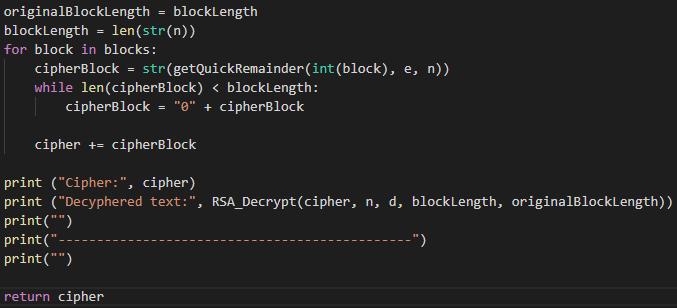 originalBlockLength = blockLength
blockLength = len(str(n))
for block in blocks:
    cipherBlock = str(getQuickRemainder(int(block), e, n))
    while len(cipherBlock) < blockLength:
        cipherBlock = "0" + cipherBlock
    cipher += cipherBlock
print ("Cipher:", cipher)
print ("Decyphered text:", RSA_Decrypt(cipher, n, d, blockLength, originalBlockLength))
print("")
print("----------------------------------------------")
print("")
return cipher